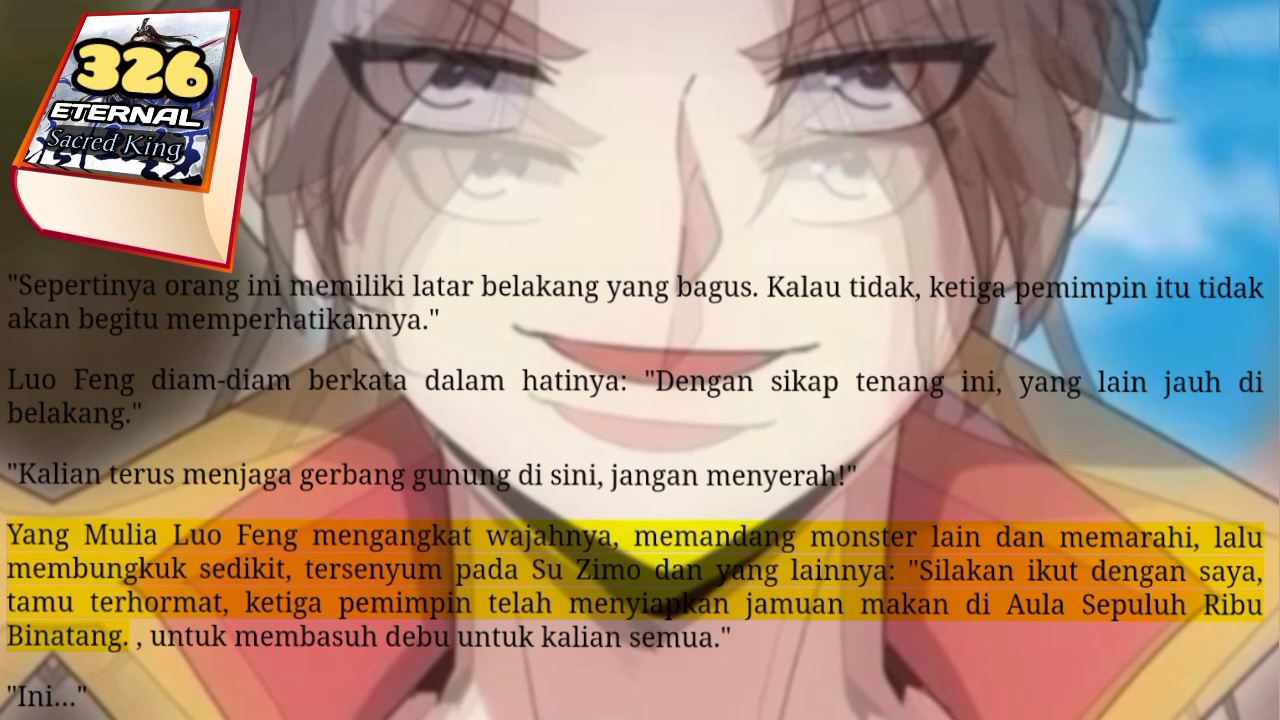 326
ETERNAL
Sacred King
"Sepertinya orang ini memiliki latar belakang yang bagus. Kalau tidak, ketiga pemimpin itu tidak
akan begitu memperhatikannya."
Luo Feng diam-diam berkata dalam hatinya: "Dengan sikap tenang ini, yang lain jauh di
belakang."
"Kalian terus menjaga gerbang gunung di sini, jangan menyerah!"
Yang Mulia Luo Feng mengangkat wajahnya, memandang monster lain dan memarahi, lalu
membungkuk sedikit, tersenyum pada Su Zimo dan yang lainnya: "Silakan ikut dengan saya,
tamu terhormat, ketiga pemimpin telah menyiapkan jamuan makan di Aula Sepuluh Ribu
Binatang. , untuk membasuh debu untuk kalian semua."
"Ini..."